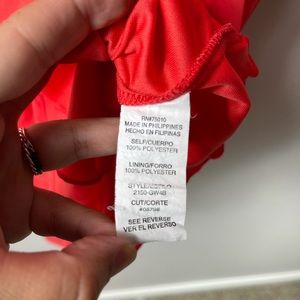 RN#75010
MADE IN PHILIPPINES
HECHO EN FILIPINAS
SELF/CUERPO
100% POLYESTER
LINING/FORRO
100% POLYESTER
STYLE/ESTILO
2150-GW4B
CUT/CORTE
#08798
SEE REVERSE
VER EL REVERSO